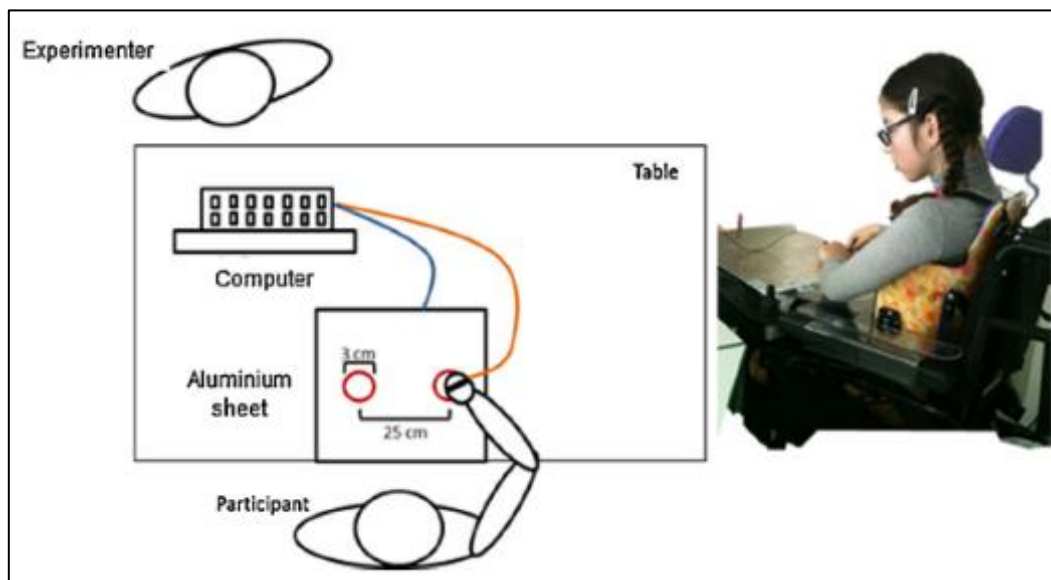 Experimenter
Table
Computer
3 cm
Aluminium
sheet
25 cm
Participant